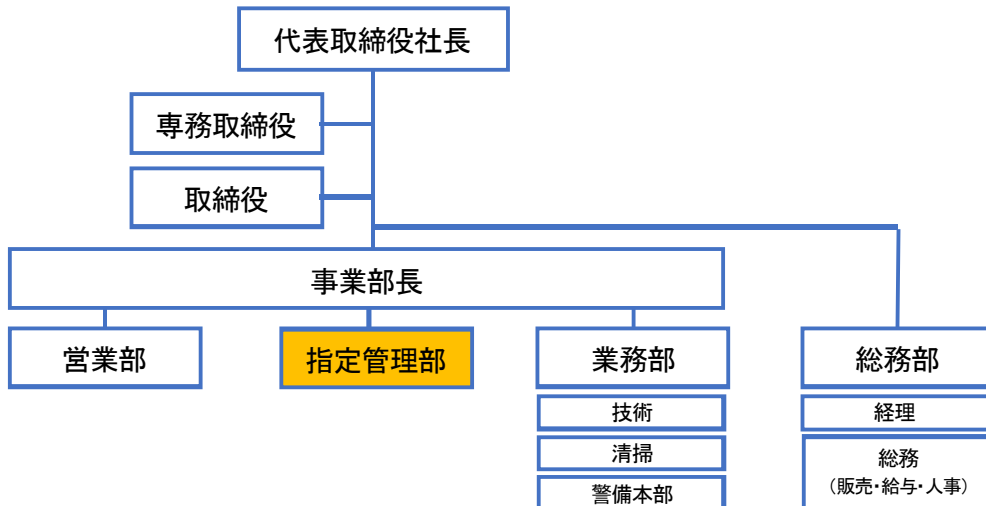 代表取締役社長
専務取締役
取締役
事業部長
営業部
指定管理部
業務部
総務部
技術
経理
清掃
総務
（販売・給与・人事）
警備本部